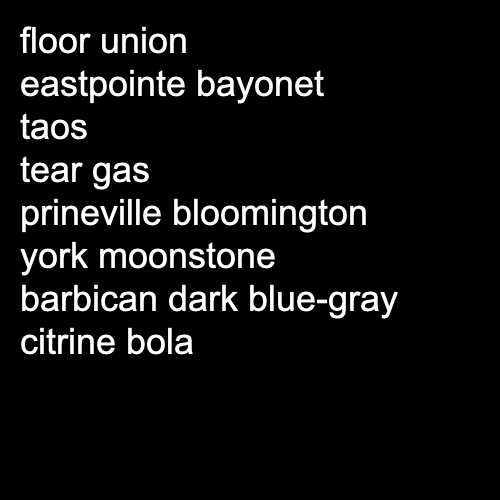 floor union
eastpointe bayonet
taos
tear gas
prineville bloomington
york moonstone
barbican dark blue-gray
citrine bola